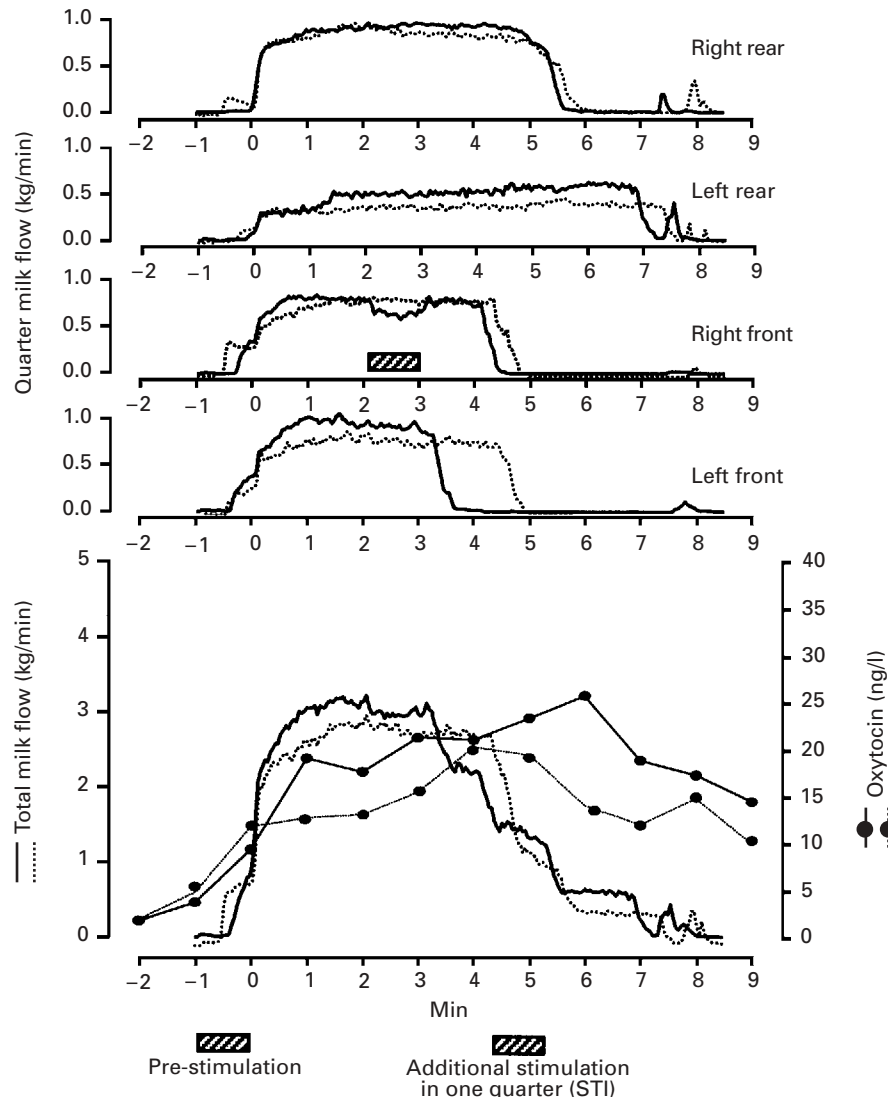 Quarter milk flow (kg/min)
1.0
0.5
0.0
Right rear
−2 −1 0 1 2 3 4 5 6 7 8 9
1.0
0.5
0.0
Left rear
−2 −1 0 1 2 3 4 5 6 7 8 9
1.0
0.5
0.0
Right front
−2 −1 0 1 2 3 4 5 6 7 8 9
1.0
0.5
0.0
Left front
−2 −1 0 1 2 3 4 5 6 7 8 9
Total milk flow (kg/min)
5
4
3
2
1
0
40
35
30
25
20
15
10
5
0
Oxytocin (ng/l)
−2 −1 0 1 2 3 4 5 6 7 8 9
Min
Pre-stimulation
Additional stimulation
in one quarter (STI)